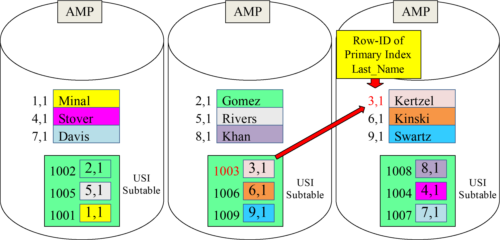 AMP
AMP
AMP
Row-ID of
Primary Index
Last_Name
1,1 Minal
4,1 Stover
7,1 Davis
2,1 Gomez
5,1 Rivers
8,1 Khan
3,1 Kertzel
6,1 Kinski
9,1 Swartz
1002 2,1
1005 5,1
1001 1,1
USI
Subtable
1003 3,1
1006 6,1
1009 9,1
USI
Subtable
1008 8,1
1004 4,1
1007 7,1
USI
Subtable